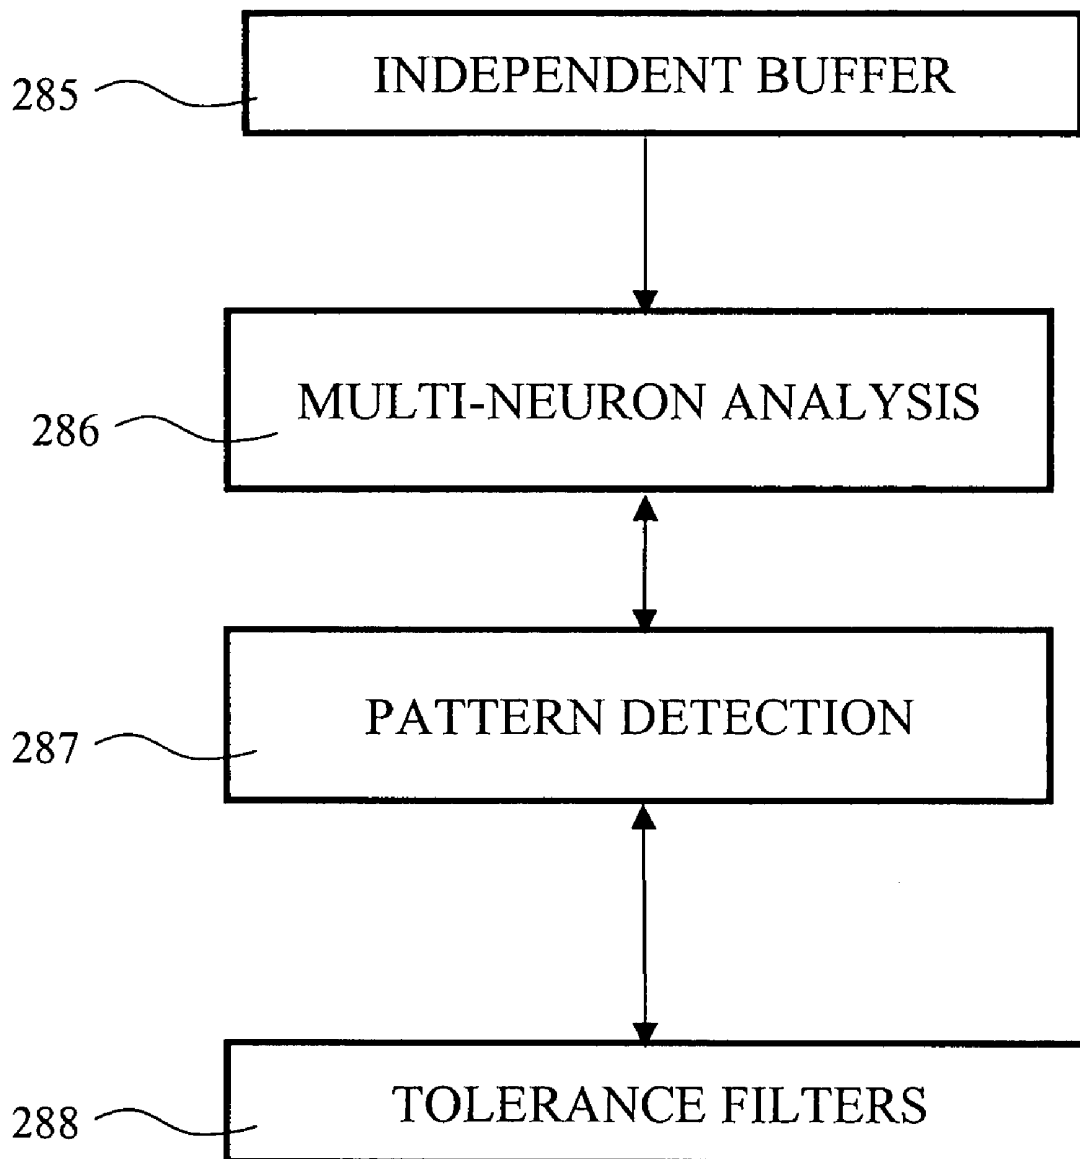 INDEPENDENT BUFFER
285
MULTI-NEURON ANALYSIS
286
PATTERN DETECTION
287
TOLERANCE FILTERS
288